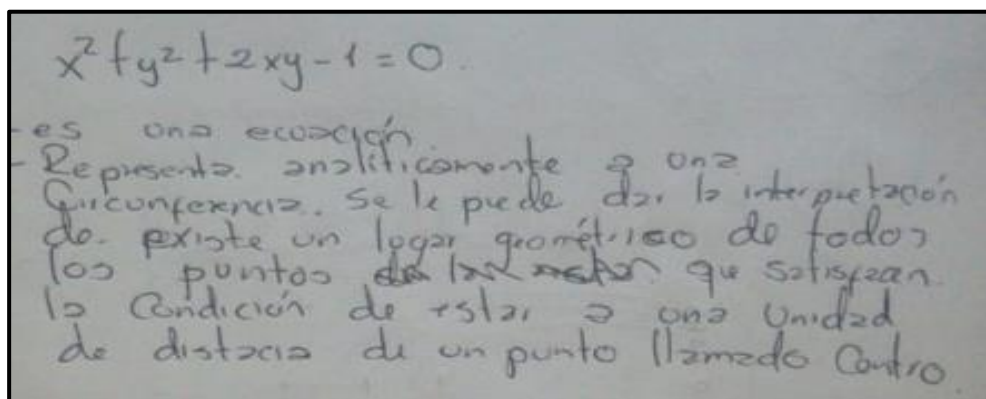 x² + y² + 2xy - 1 = 0.
- es una ecuación
- Representa analíticamente a una
Circunferencia. Se le puede dar la interpretación
de. existe un lugar geométrico de todos
los puntos que satisfaan
la Condición de estar a una Unidad
de distacia de un punto llamado Centro.